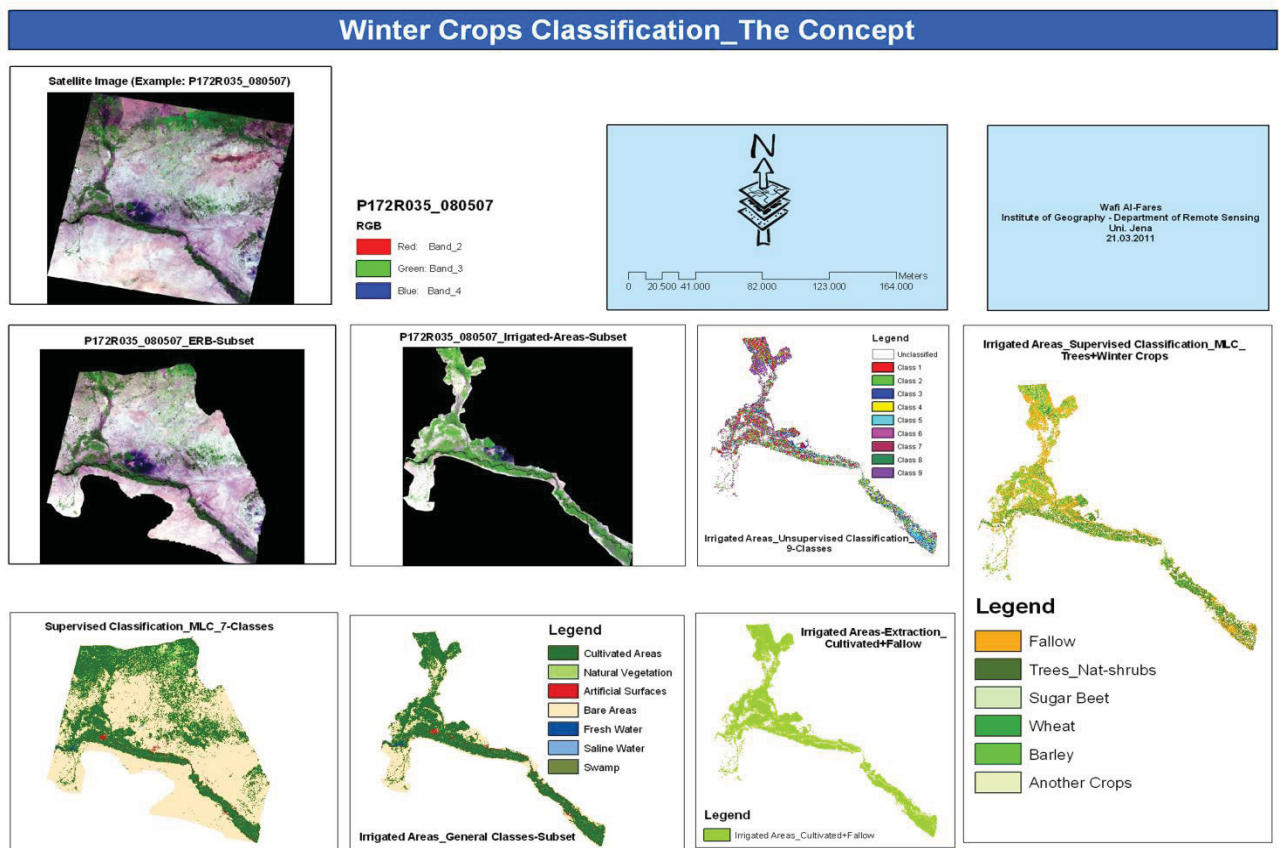 Winter Crops Classification_The Concept
Satellite Image (Example: P172R035_080507)
P172R035_080507
RGB
Red: Band_2
Green: Band_3
Blue: Band_4
N
Meters
0 20.500 41.000 82.000 123.000 164.000
Wafi Al-Fares
Institute of Geography - Department of Remote Sensing
Uni. Jena
21.03.2011
P172R035_080507_ERB-Subset
P172R035_080507_Irrigated-Areas-Subset
Legend
Unclassified
Class 1
Class 2
Class 3
Class 4
Class 5
Class 6
Class 7
Class 8
Class 9
Irrigated Areas_Unsupervised Classification_
9-Classes
Irrigated Areas_Supervised Classification_MLC_
Trees+Winter Crops
Legend
Fallow
Trees_Nat-shrubs
Sugar Beet
Wheat
Barley
Another Crops
Supervised Classification_MLC_7-Classes
Legend
Cultivated Areas
Natural Vegetation
Artificial Surfaces
Bare Areas
Fresh Water
Saline Water
Swamp
Irrigated Areas_General Classes-Subset
Irrigated Areas-Extraction_
Cultivated+Fallow
Legend
Irrigated Areas_Cultivated+Fallow